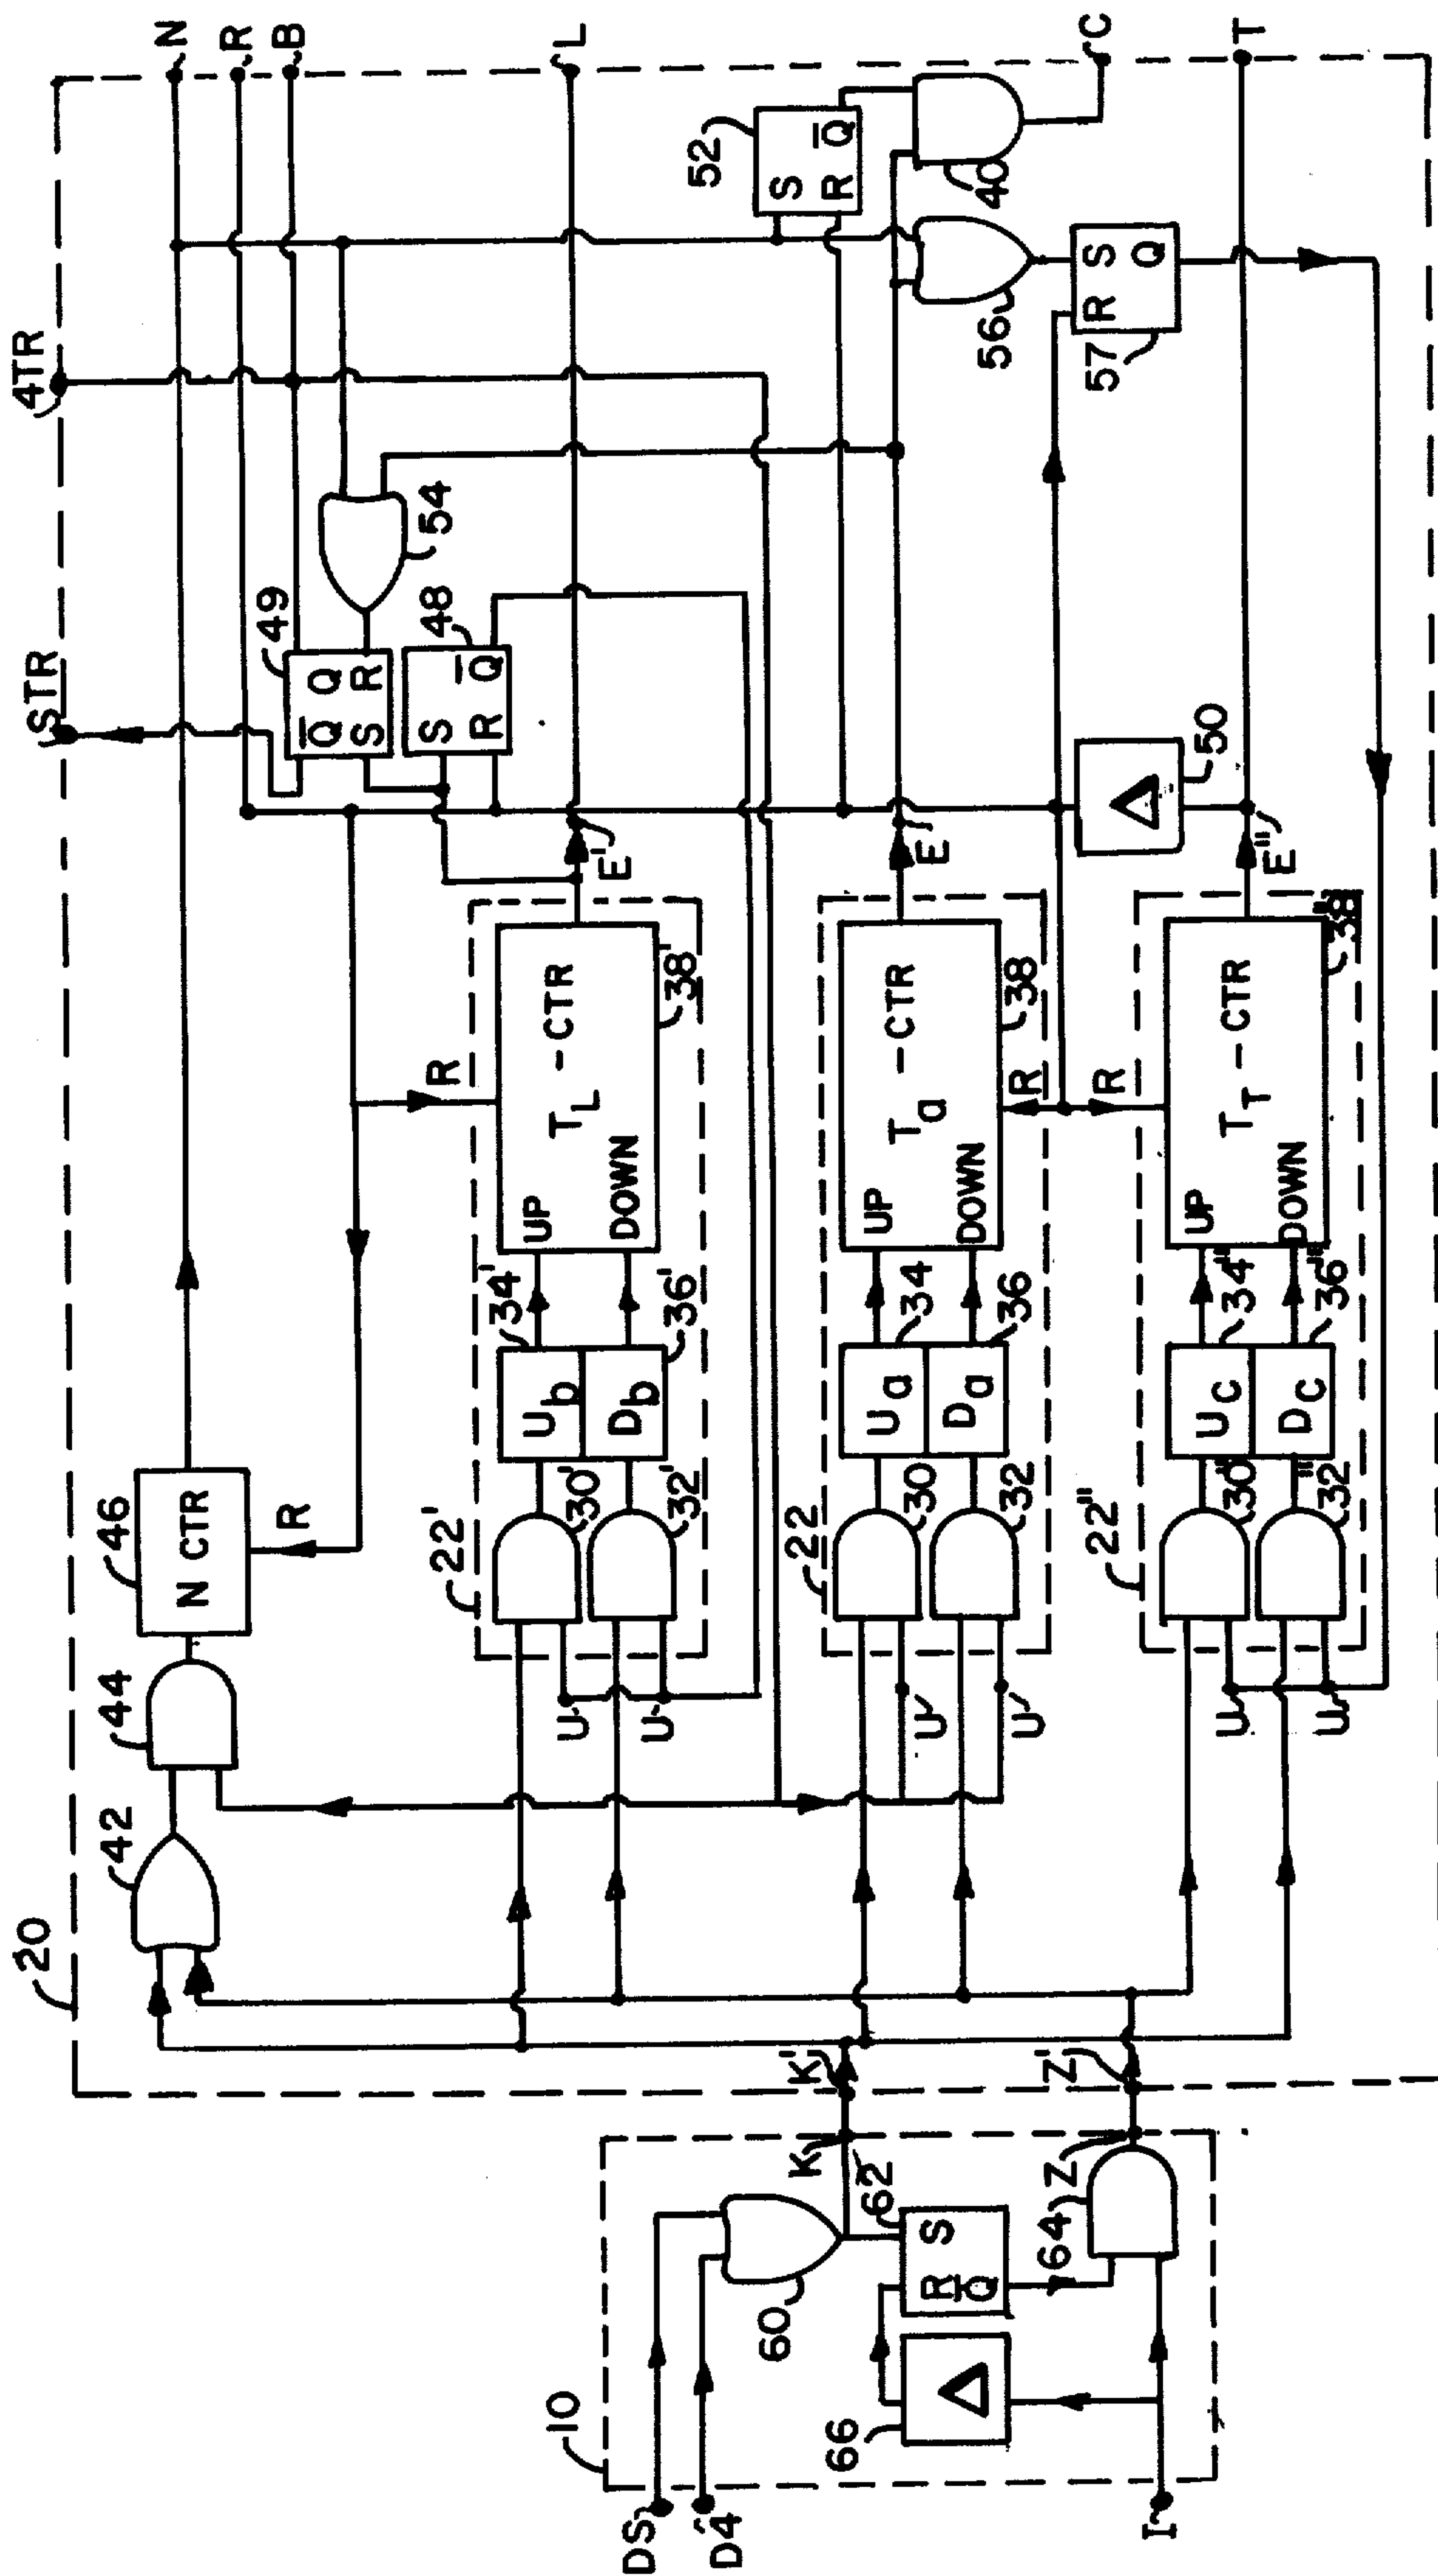 20
42
44
46
N CTR
R
STR
4TR
N
R
B
L
C
T
22'
30'
32'
U
U
U_b
D_b
34'
36'
UP
DOWN
T_L -CTR
38'
R
E'
49
Q̄ Q
S R
48
S Q̄
R
54
52
S
R Q̄
40
56
R S
Q
57
22
30
32
U
U
U_a
D_a
34
36
UP
DOWN
T_a -CTR
38
R
R
E
50
Δ
22"
30"
32"
U
U
U_c
D_c
34"
36"
UP
DOWN
T_T -CTR
38"
E"
10
DS
D4
I
60
K
K'
62
R S
Q̄
64
Z
Z'
66
Δ